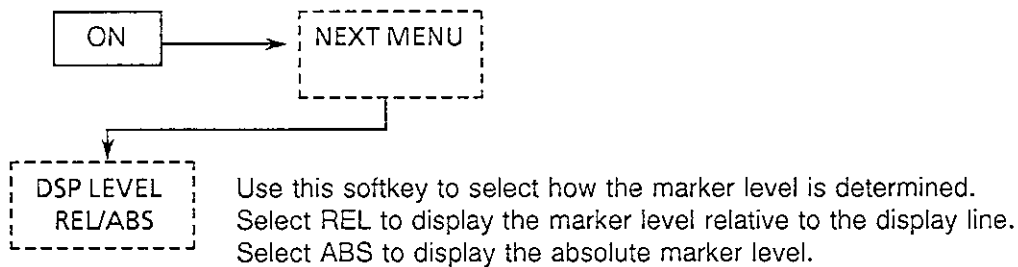 ON
NEXT MENU
DSP LEVEL
REL/ABS
Use this softkey to select how the marker level is determined.
Select REL to display the marker level relative to the display line.
Select ABS to display the absolute marker level.